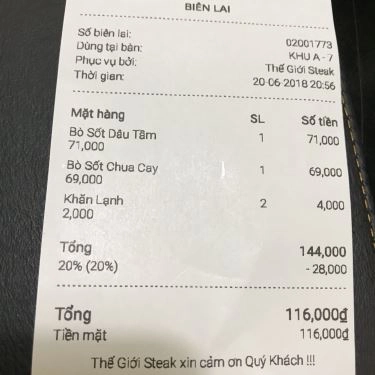 BIÊN LAI
Số biên lai: 02001773
Dùng tại bàn: KHU A - 7
Phục vụ bởi: Thế Giới Steak
Thời gian: 20-06-2018 20:56
Mặt hàng SL Số tiền
Bò Sốt Dâu Tằm 1 71,000
71,000
Bò Sốt Chua Cay 1 69,000
69,000
Khăn Lạnh 2 4,000
2,000
Tổng 144,000
20% (20%) - 28,000
Tổng 116,000₫
Tiền mặt 116,000₫
Thế Giới Steak xin cảm ơn Quý Khách !!!